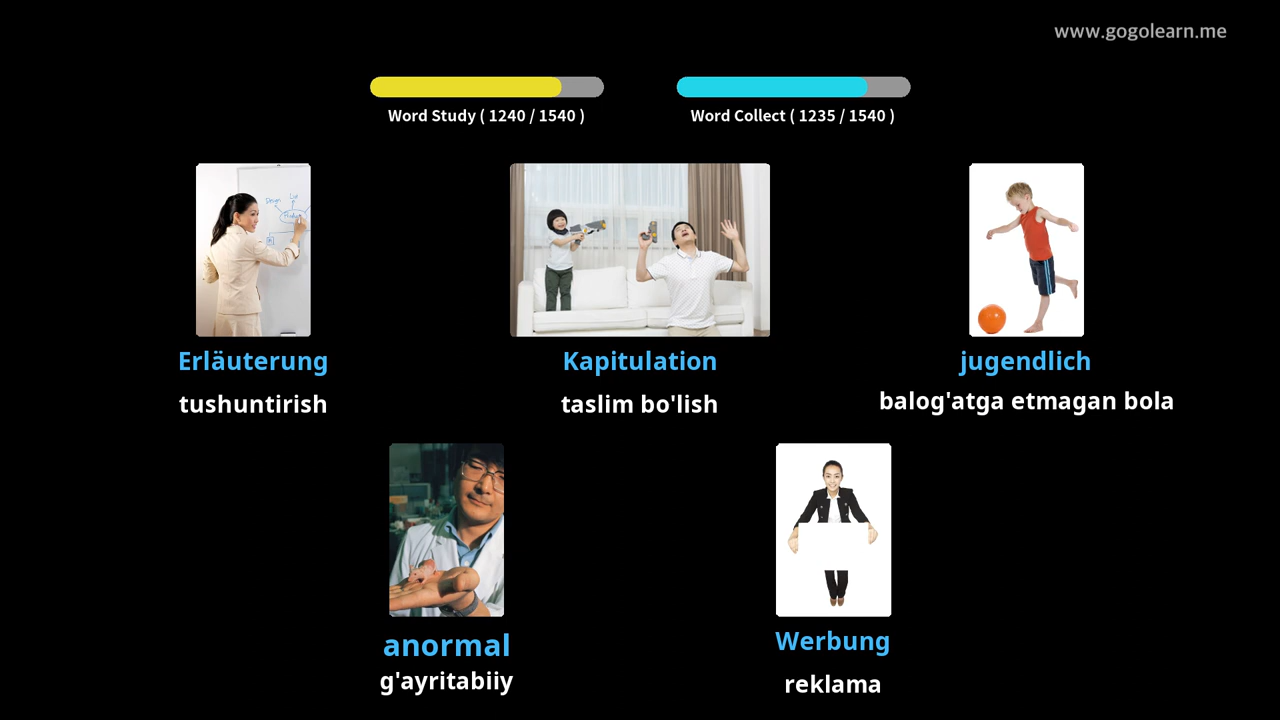 www.gogolearn.me
Word Study ( 1240 / 1540 )
Word Collect ( 1235 / 1540 )
Erläuterung
Kapitulation
jugendlich
tushuntirish
taslim bo'lish
balog'atga etmagan bola
anormal
Werbung
g'ayritabiiy
reklama